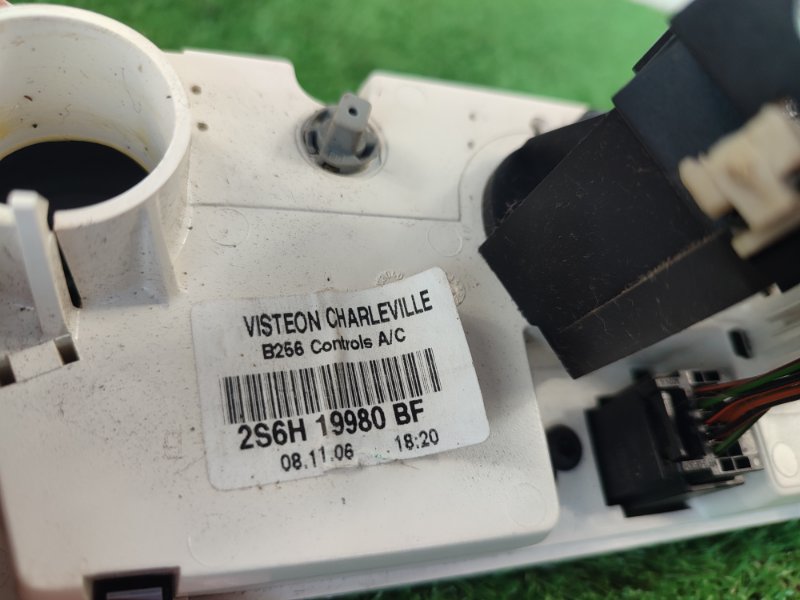 VISTEON CHARLEVILLE
B256 Controls A/C
2S6H 19980 BF
08.11.06 18:20